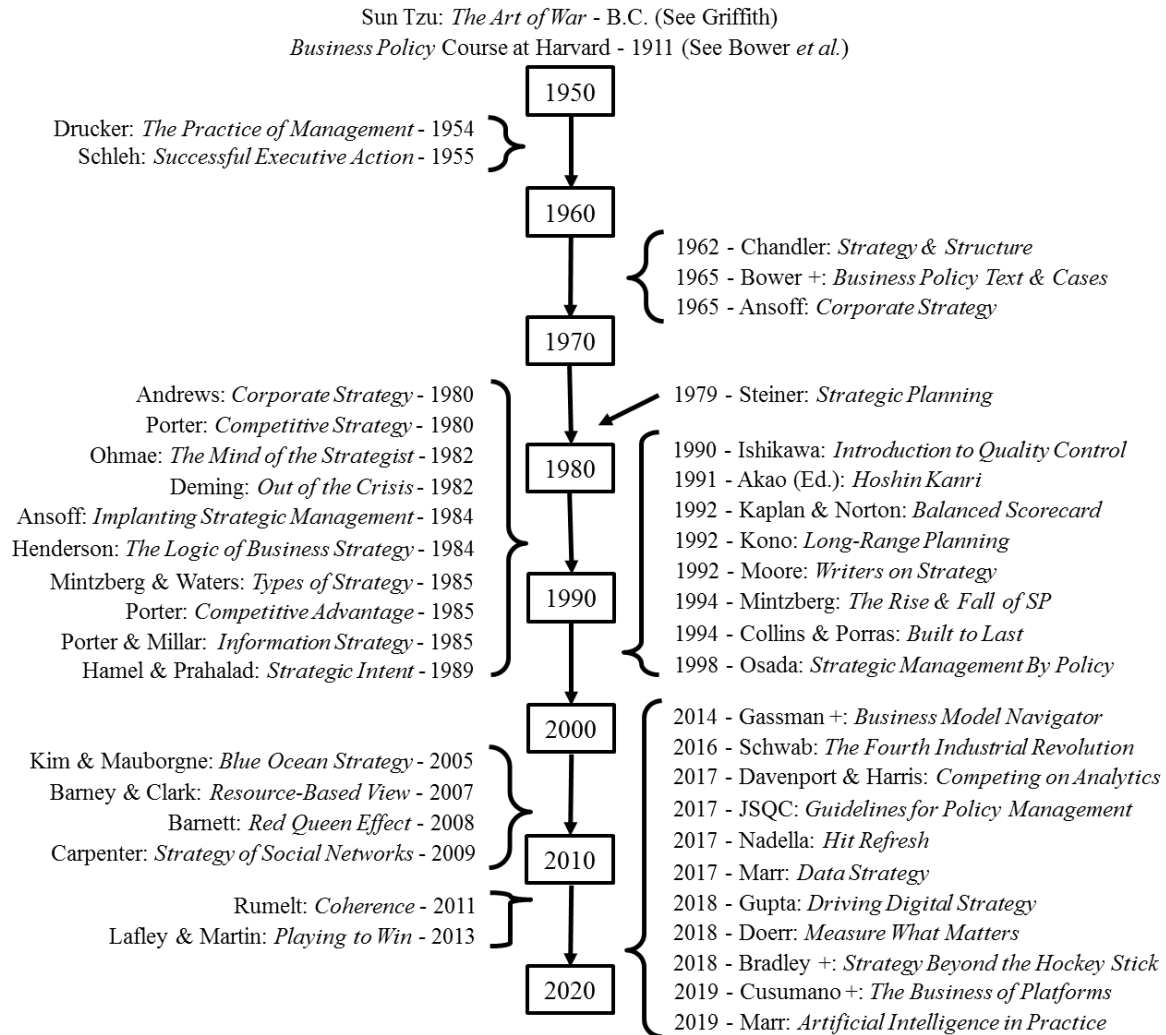 Sun Tzu: The Art of War - B.C. (See Griffith)
Business Policy Course at Harvard - 1911 (See Bower et al.)
1950
Drucker: The Practice of Management - 1954
Schleh: Successful Executive Action - 1955
1960
1962 - Chandler: Strategy & Structure
1965 - Bower +: Business Policy Text & Cases
1965 - Ansoff: Corporate Strategy
1970
1979 - Steiner: Strategic Planning
Andrews: Corporate Strategy - 1980
Porter: Competitive Strategy - 1980
Ohmae: The Mind of the Strategist - 1982
Deming: Out of the Crisis - 1982
Ansoff: Implanting Strategic Management - 1984
Henderson: The Logic of Business Strategy - 1984
Mintzberg & Waters: Types of Strategy - 1985
Porter: Competitive Advantage - 1985
Porter & Millar: Information Strategy - 1985
Hamel & Prahalad: Strategic Intent - 1989
1980
1990 - Ishikawa: Introduction to Quality Control
1991 - Akao (Ed.): Hoshin Kanri
1992 - Kaplan & Norton: Balanced Scorecard
1992 - Kono: Long-Range Planning
1992 - Moore: Writers on Strategy
1994 - Mintzberg: The Rise & Fall of SP
1994 - Collins & Porras: Built to Last
1998 - Osada: Strategic Management By Policy
1990
2000
Kim & Mauborgne: Blue Ocean Strategy - 2005
Barney & Clark: Resource-Based View - 2007
Barnett: Red Queen Effect - 2008
Carpenter: Strategy of Social Networks - 2009
2010
Rumelt: Coherence - 2011
Lafley & Martin: Playing to Win - 2013
2014 - Gassman +: Business Model Navigator
2016 - Schwab: The Fourth Industrial Revolution
2017 - Davenport & Harris: Competing on Analytics
2017 - JSQC: Guidelines for Policy Management
2017 - Nadella: Hit Refresh
2017 - Marr: Data Strategy
2018 - Gupta: Driving Digital Strategy
2018 - Doerr: Measure What Matters
2018 - Bradley +: Strategy Beyond the Hockey Stick
2019 - Cusumano +: The Business of Platforms
2019 - Marr: Artificial Intelligence in Practice
2020